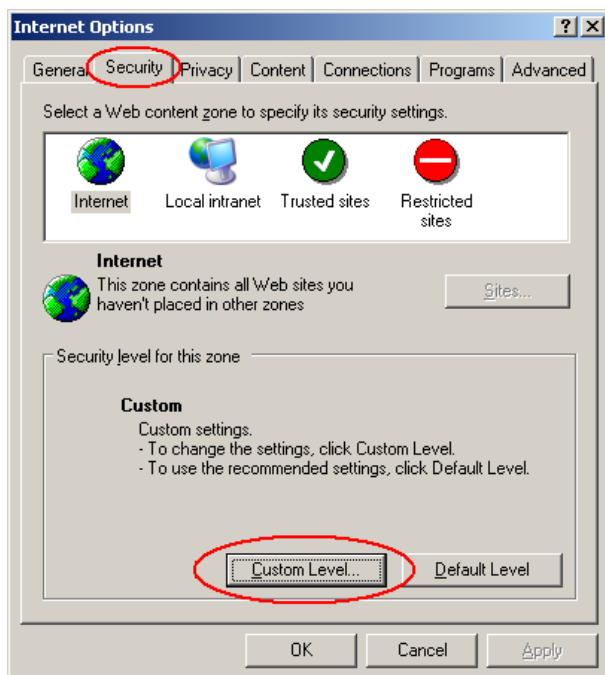 Internet Options
General Security Privacy Content Connections Programs Advanced
Select a Web content zone to specify its security settings.
Internet Local intranet Trusted sites Restricted sites
Internet
This zone contains all Web sites you
haven't placed in other zones
Sites...
Security level for this zone
Custom
Custom settings.
- To change the settings, click Custom Level.
- To use the recommended settings, click Default Level.
Custom Level... Default Level
OK Cancel Apply